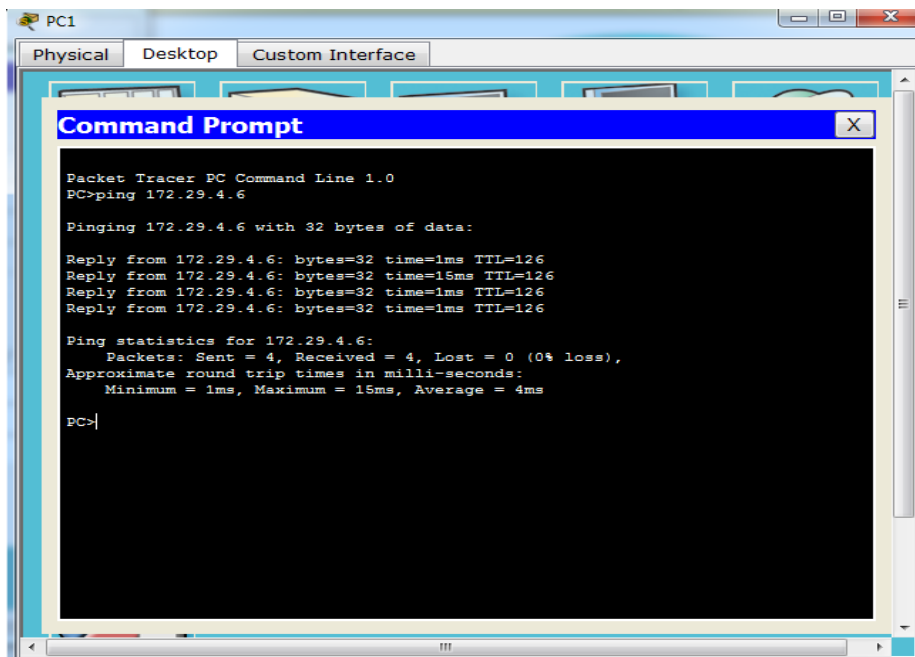 PC1
Physical Desktop Custom Interface
Command Prompt X
Packet Tracer PC Command Line 1.0
PC>ping 172.29.4.6
Pinging 172.29.4.6 with 32 bytes of data:
Reply from 172.29.4.6: bytes=32 time=1ms TTL=126
Reply from 172.29.4.6: bytes=32 time=15ms TTL=126
Reply from 172.29.4.6: bytes=32 time=1ms TTL=126
Reply from 172.29.4.6: bytes=32 time=1ms TTL=126
Ping statistics for 172.29.4.6:
Packets: Sent = 4, Received = 4, Lost = 0 (0% loss),
Approximate round trip times in milli-seconds:
Minimum = 1ms, Maximum = 15ms, Average = 4ms
PC>